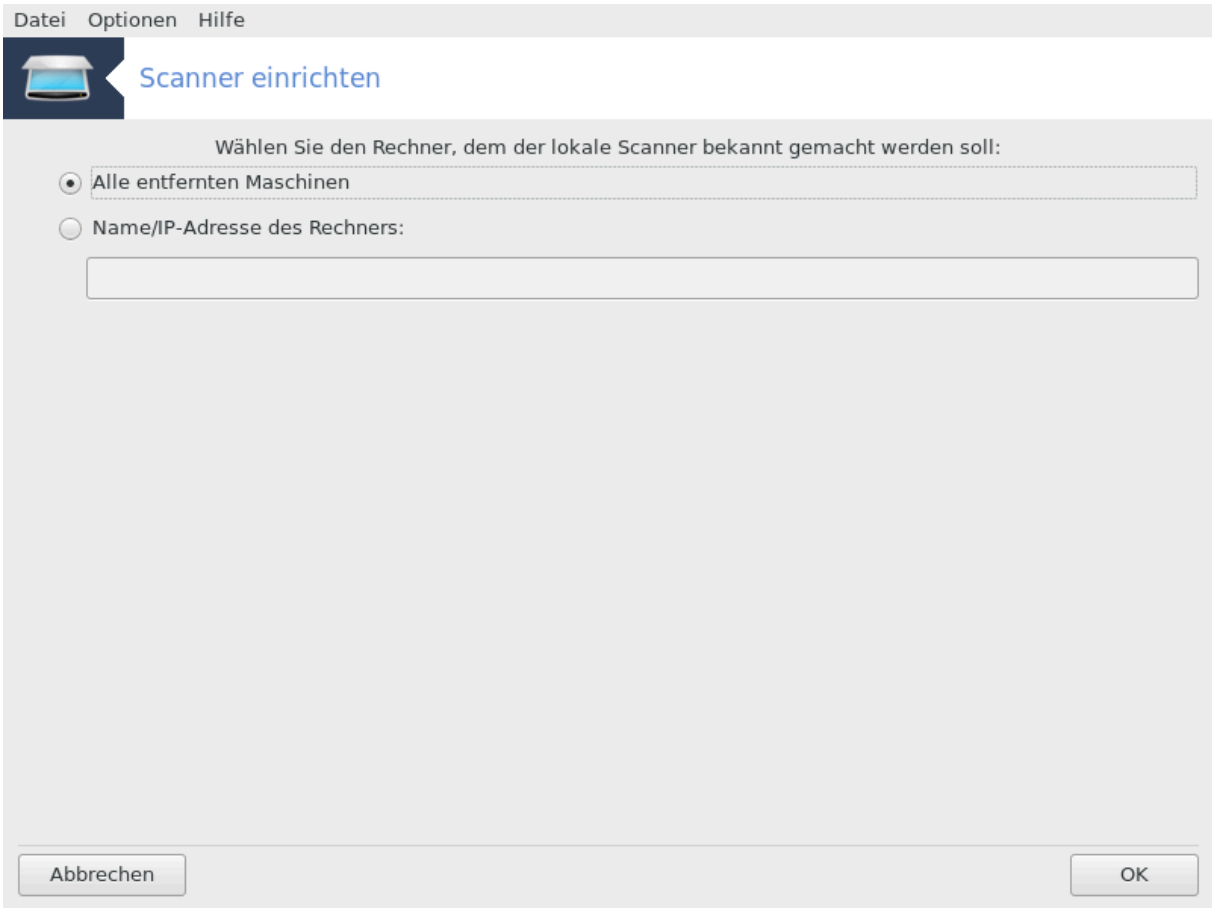 Datei Optionen Hilfe
Scanner einrichten
Wählen Sie den Rechner, dem der lokale Scanner bekannt gemacht werden soll:
Alle entfernten Maschinen
Name/IP-Adresse des Rechners:
Abbrechen OK